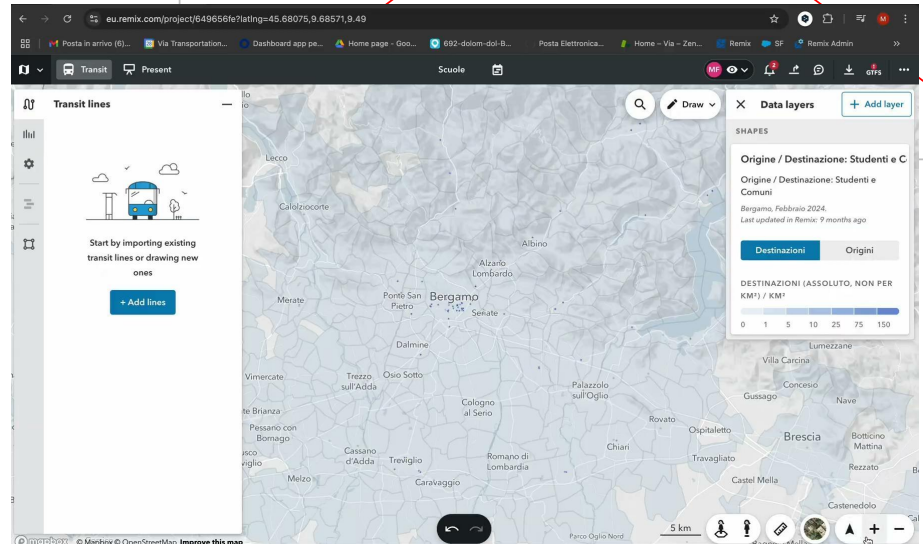 eu.remix.com/project/649656fe?latlng=45.68075,9.68571,9.49
Posta in arrivo (6)...
Via Transportation...
Dashboard app pe...
Home page - Goo...
692-dolom-dol-B...
Posta Elettronica...
Home – Via – Zen...
Remix
SF
Remix Admin
Transit
Present
Scuole
MF
2
GTFS
Transit lines
Draw
Data layers
+ Add layer
SHAPES
Origine / Destinazione: Studenti e C
Origine / Destinazione: Studenti e
Comuni
Bergamo, Febbraio 2024.
Last updated in Remix: 9 months ago
Destinazioni
Origini
DESTINAZIONI (ASSOLUTO, NON PER
KM²) / KM²
0 1 5 10 25 75 150
Start by importing existing
transit lines or drawing new
ones
+ Add lines
Lecco
Calolziocorte
Albino
Alzano
Lombardo
Merate
Ponte San
Pietro
Bergamo
Seriate
Dalmine
Lumezzane
Villa Carcina
Vimercate
Trezzo
sull'Adda
Osio Sotto
Palazzolo
sull'Oglio
Concesio
Gussago
Nave
Cologno
al Serio
te Brianza
Rovato
Pessano con
Bornago
Ospitaletto
Brescia
Botticino
Mattina
Chiari
usco
viglio
Cassano
d'Adda
Treviglio
Romano di
Lombardia
Travagliato
Rezzato
Melzo
Caravaggio
Castel Mella
Castenedolo
5 km
Parco Oglio Nord
mapbox
© Mapbox © OpenStreetMap Improve this map